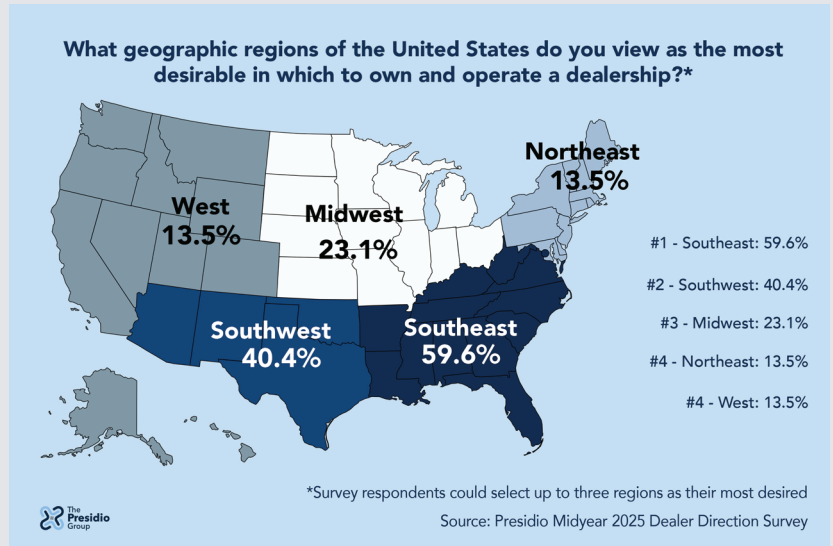 What geographic regions of the United States do you view as the most
desirable in which to own and operate a dealership?*
Northeast
13.5%
West
13.5%
Midwest
23.1%
Southwest
40.4%
Southeast
59.6%
#1 - Southeast: 59.6%
#2 - Southwest: 40.4%
#3 - Midwest: 23.1%
#4 - Northeast: 13.5%
#4 - West: 13.5%
*Survey respondents could select up to three regions as their most desired
Source: Presidio Midyear 2025 Dealer Direction Survey
The
Presidio
Group